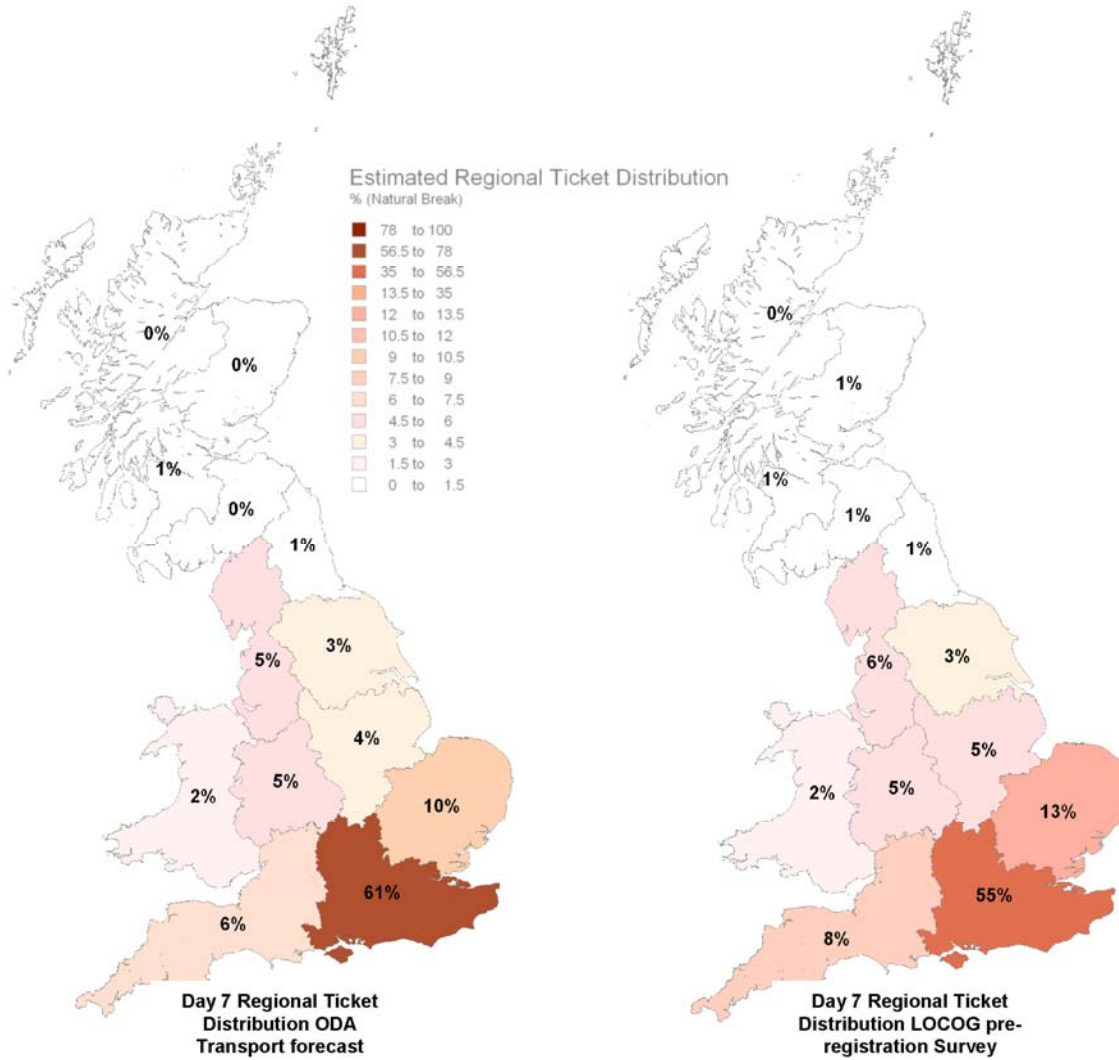 Estimated Regional Ticket Distribution
% (Natural Break)
78 to 100
56.5 to 78
35 to 56.5
13.5 to 35
12 to 13.5
10.5 to 12
9 to 10.5
7.5 to 9
6 to 7.5
4.5 to 6
3 to 4.5
1.5 to 3
0 to 1.5
0%
0%
1%
0%
1%
3%
5%
4%
5%
2%
10%
61%
6%
Day 7 Regional Ticket
Distribution ODA
Transport forecast
0%
1%
1%
1%
1%
3%
6%
5%
5%
2%
13%
55%
8%
Day 7 Regional Ticket
Distribution LOCOG pre-
registration Survey